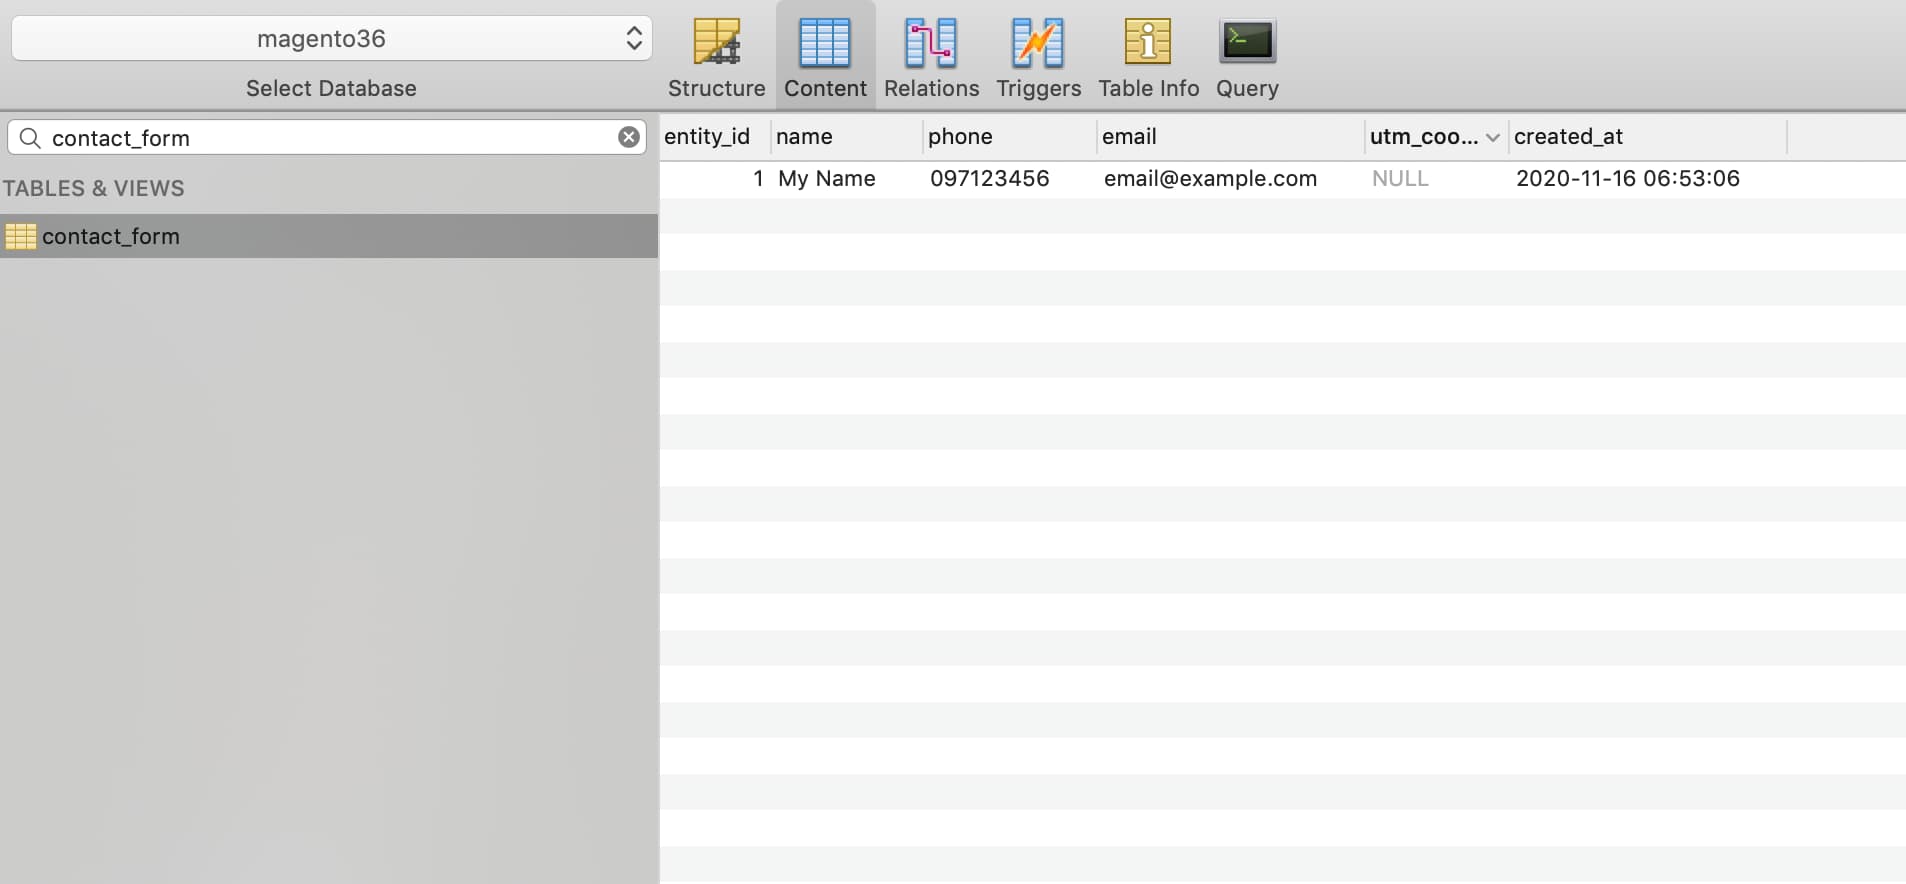 magento36
Select Database
Structure Content Relations Triggers Table Info Query
contact_form
TABLES & VIEWS
contact_form
entity_id name phone email utm_coo... created_at
1 My Name 097123456 email@example.com NULL 2020-11-16 06:53:06